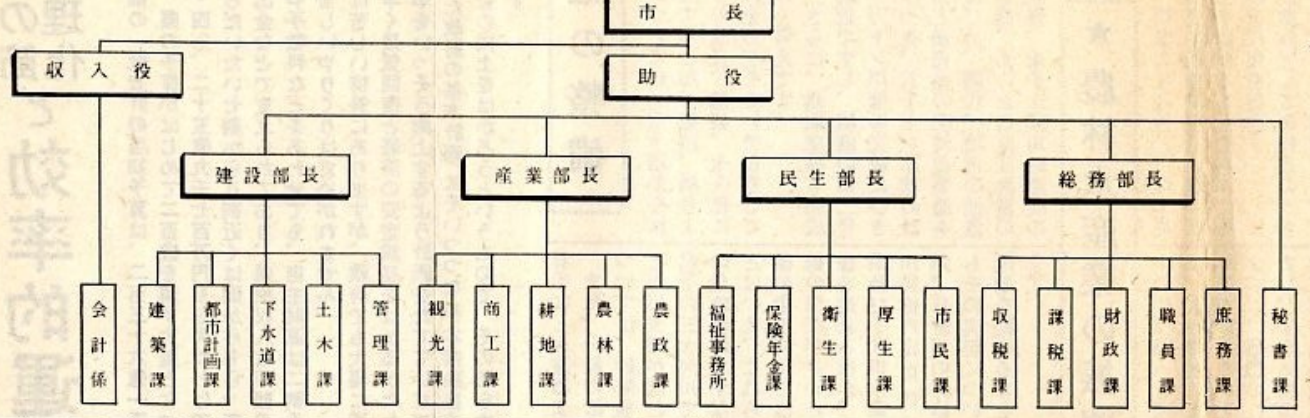 市長
収入役
助役
建設部長
産業部長
民生部長
総務部長
会計係
建築課
都市計画課
下水道課
土木課
管理課
観光課
商工課
耕地課
農林課
農政課
福祉事務所
保険年金課
衛生課
厚生課
市民課
収税課
課税課
財政課
職員課
庶務課
秘書課